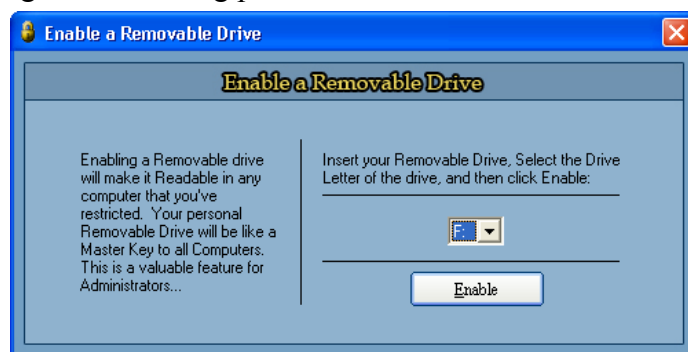 Enable a Removable Drive
Enable a Removable Drive
Enabling a Removable drive
will make it Readable in any
computer that you've
restricted. Your personal
Removable Drive will be like a
Master Key to all Computers.
This is a valuable feature for
Administrators...
Insert your Removable Drive, Select the Drive
Letter of the drive, and then click Enable:
F:
Enable